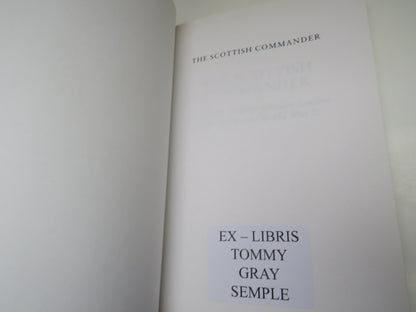 THE SCOTTISH COMMANDER
EX – LIBRIS
TOMMY
GRAY
SEMPLE